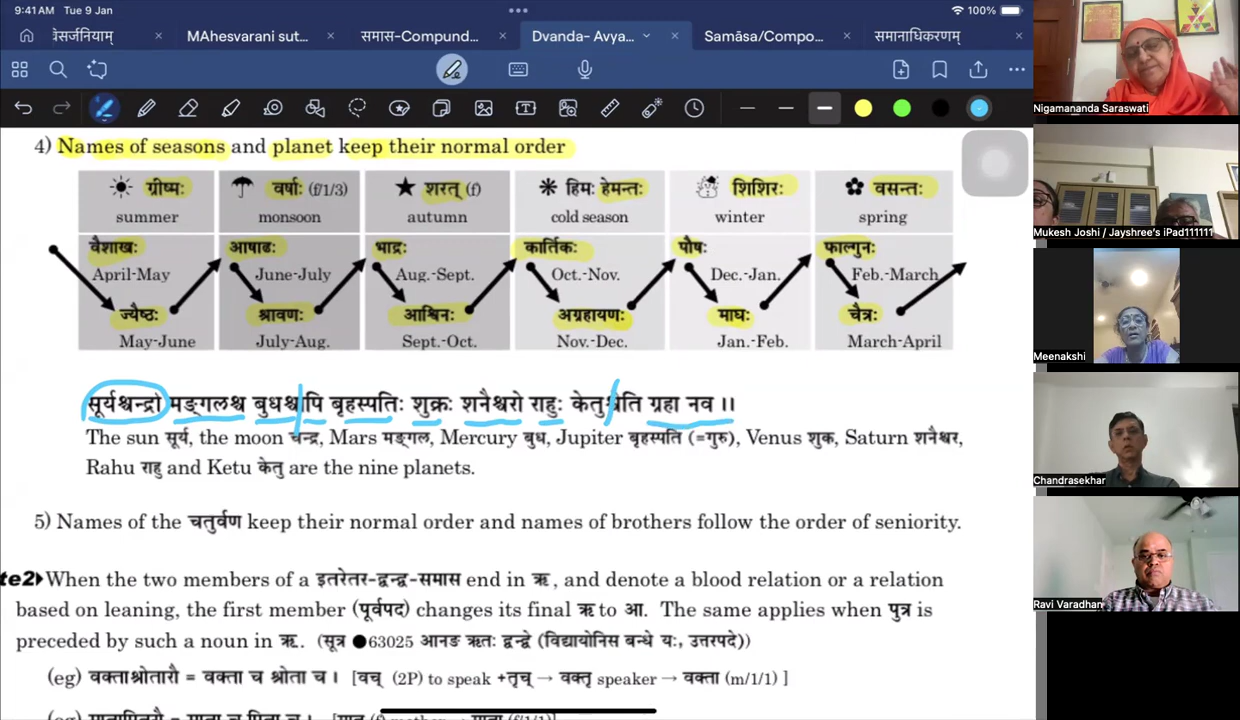 9:41 AM Tue 9 Jan
100%
वेसर्जनियाम्
MAhesvarani sut...
समास-Compund...
Dvanda- Avya...
Samāsa/Compo...
समानाधिकरणम्
4) Names of seasons and planet keep their normal order
ग्रीष्मः वर्षाः (f/1/3) शरत् (f) हिमः हेमन्तः शिशिरः वसन्तः
summer monsoon autumn cold season winter spring
वैशाखः आषाढः भाद्रः कार्तिकः पौषः फाल्गुनः
April-May June-July Aug.-Sept. Oct.-Nov. Dec.-Jan. Feb.-March
ज्यैष्ठः श्रावणः आश्विनः अग्रहायणः माघः चैत्रः
May-June July-Aug. Sept.-Oct. Nov.-Dec. Jan.-Feb. March-April
सूर्यश्चन्द्रो मङ्गलश्च बुधश्चापि बृहस्पतिः शुक्रः शनैश्चरो राहुः केतुश्चेति ग्रहा नव ।।
The sun सूर्य, the moon चन्द्र, Mars मङ्गल, Mercury बुध, Jupiter बृहस्पति (=गुरु), Venus शुक्र, Saturn शनैश्चर,
Rahu राहु and Ketu केतु are the nine planets.
5) Names of the चतुर्वण keep their normal order and names of brothers follow the order of seniority.
te2 When the two members of a इतरेतर-द्वन्द्व-समास end in ऋ, and denote a blood relation or a relation
based on leaning, the first member (पूर्वपद) changes its final ऋ to आ. The same applies when पुत्र is
preceded by such a noun in ऋ. (सूत्र ●63025 आनङ ऋतः द्वन्द्वे (विद्यायोनिस बन्धे यः, उत्तरपदे))
(eg) वक्ताश्रोतारौ = वक्ता च श्रोता च। [वच् (2P) to speak +तृच् → वक्तृ speaker → वक्ता (m/1/1) ]
Nigamananda Saraswati
Mukesh Joshi / Jayshree's iPad111111
Meenakshi
Chandrasekhar
Ravi Varadhan